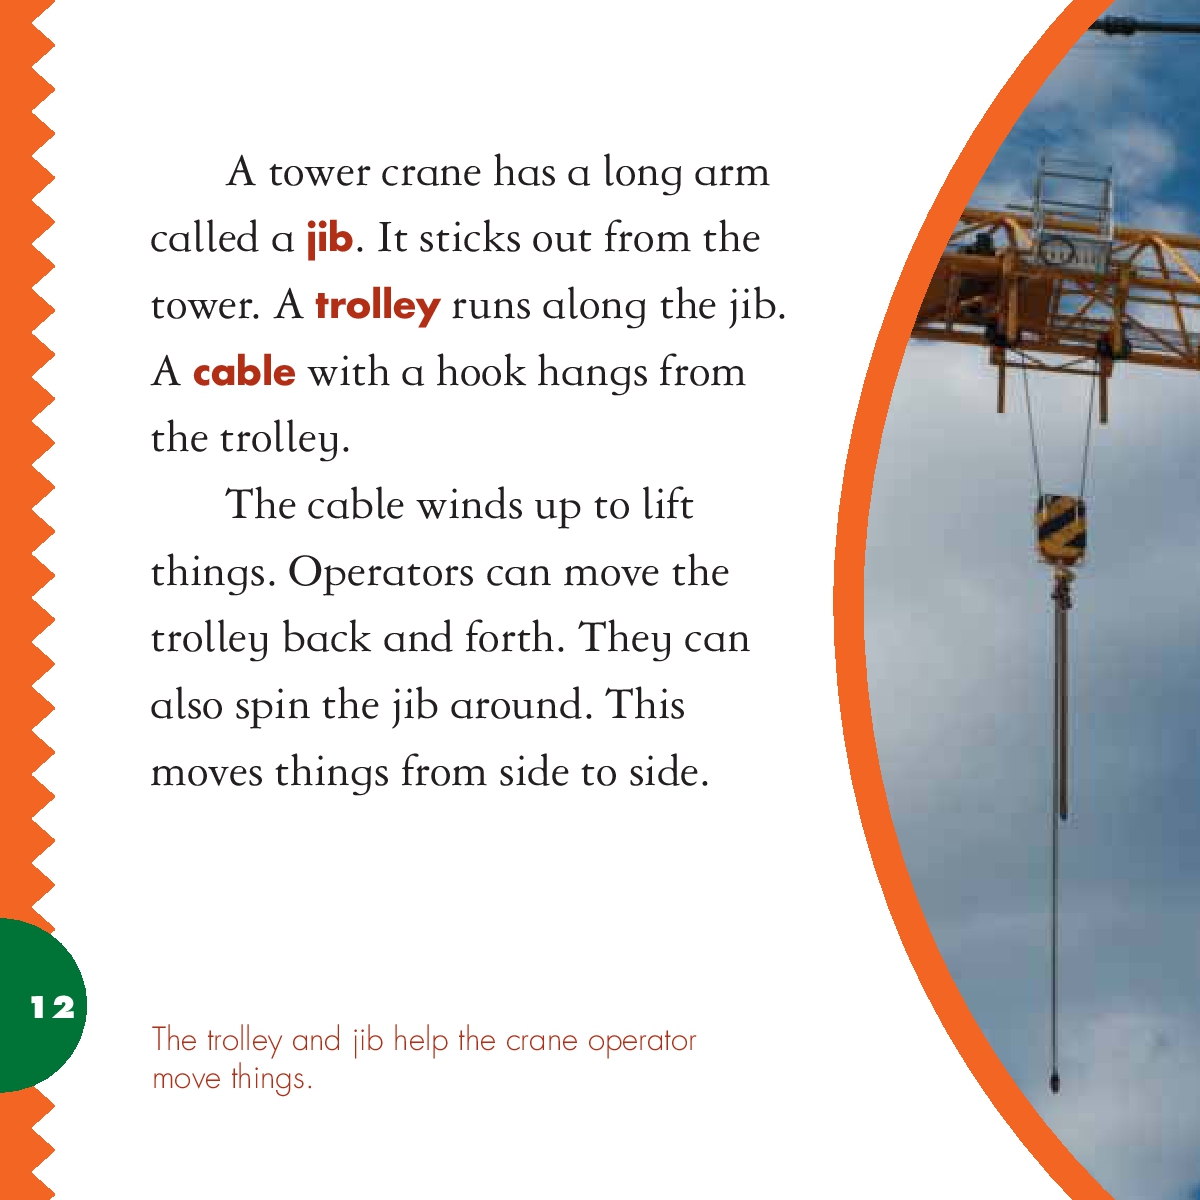 A tower crane has a long arm
called a jib. It sticks out from the
tower. A trolley runs along the jib.
A cable with a hook hangs from
the trolley.
The cable winds up to lift
things. Operators can move the
trolley back and forth. They can
also spin the jib around. This
moves things from side to side.
12
The trolley and jib help the crane operator
move things.